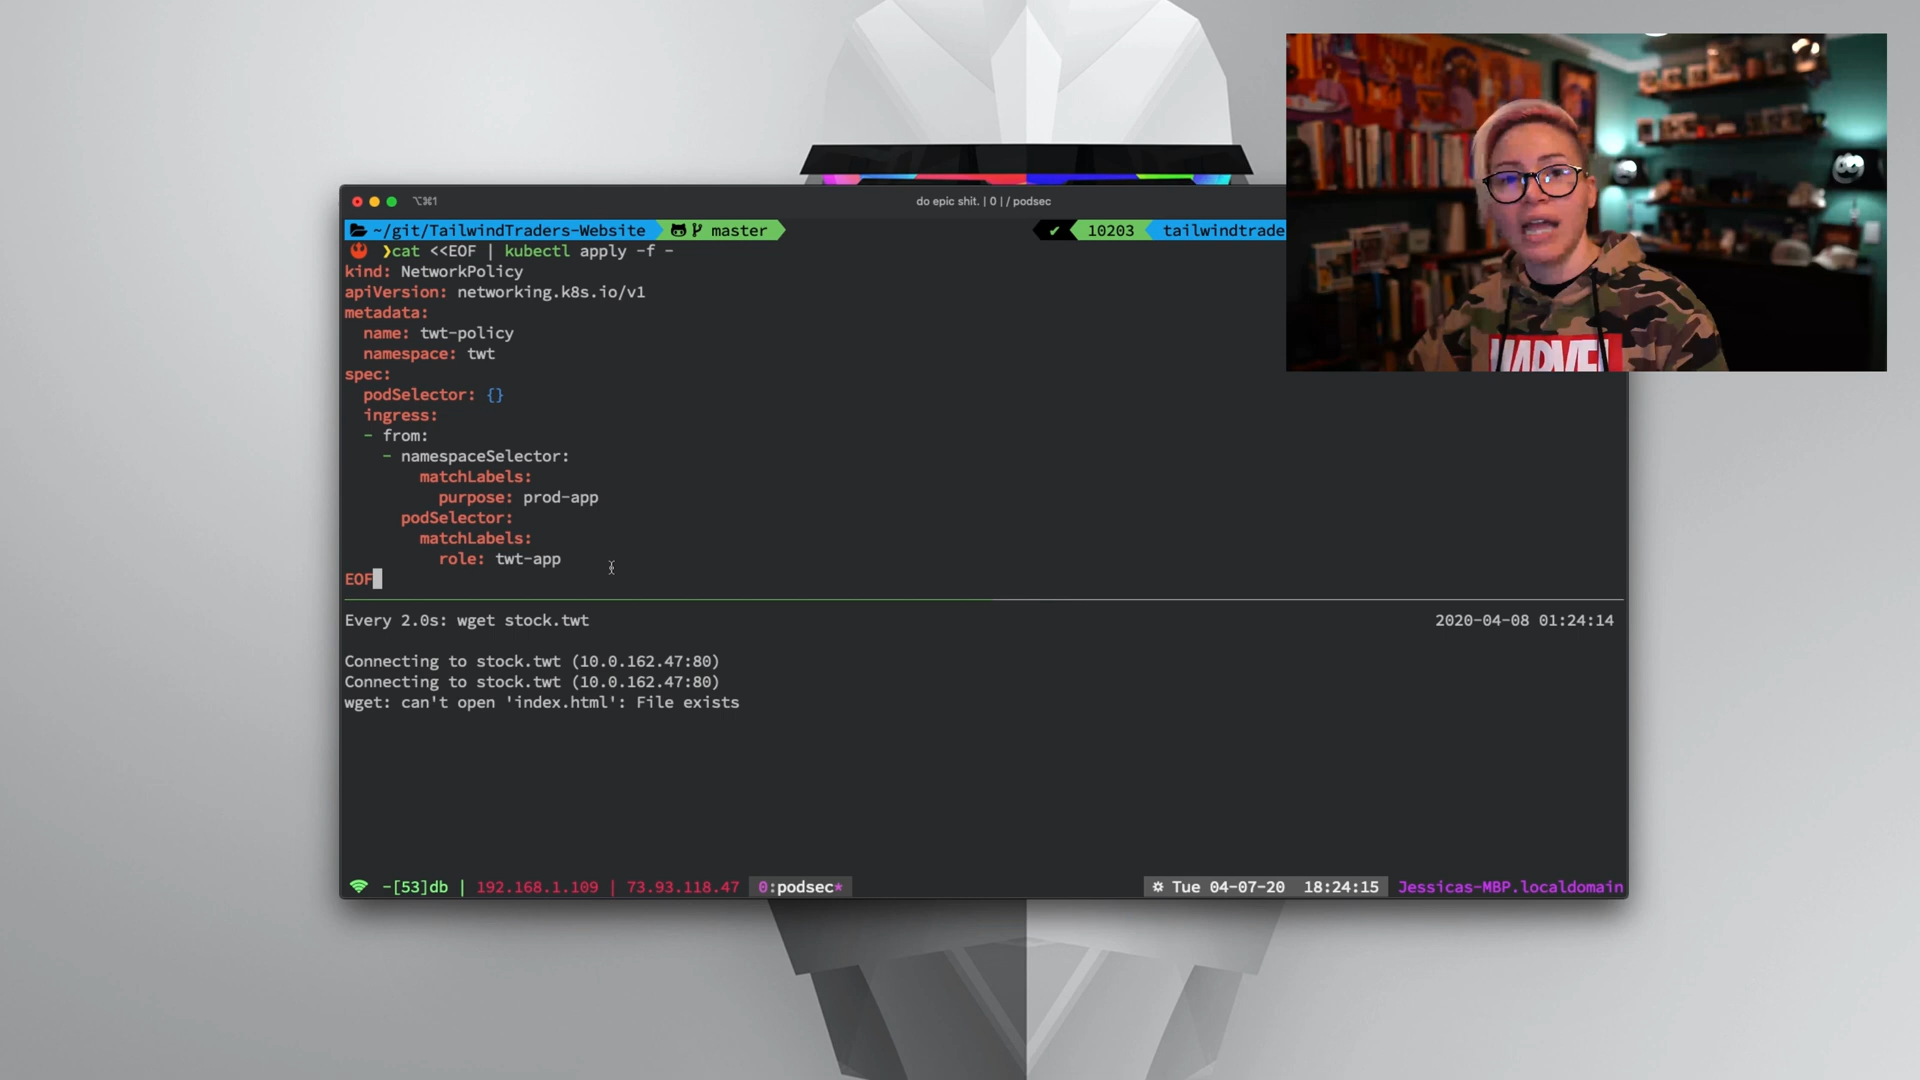 ⌥⌘1
do epic shit. | 0 | / podsec
~/git/TailwindTraders-Website master ✔ 10203 tailwindtrade
❯cat <<EOF | kubectl apply -f -
kind: NetworkPolicy
apiVersion: networking.k8s.io/v1
metadata:
  name: twt-policy
  namespace: twt
spec:
  podSelector: {}
  ingress:
  - from:
    - namespaceSelector:
        matchLabels:
          purpose: prod-app
      podSelector:
        matchLabels:
          role: twt-app
EOF
Every 2.0s: wget stock.twt 2020-04-08 01:24:14
Connecting to stock.twt (10.0.162.47:80)
Connecting to stock.twt (10.0.162.47:80)
wget: can't open 'index.html': File exists
-[53]db | 192.168.1.109 | 73.93.118.47 0:podsec* Tue 04-07-20 18:24:15 Jessicas-MBP.localdomain
MARVEL